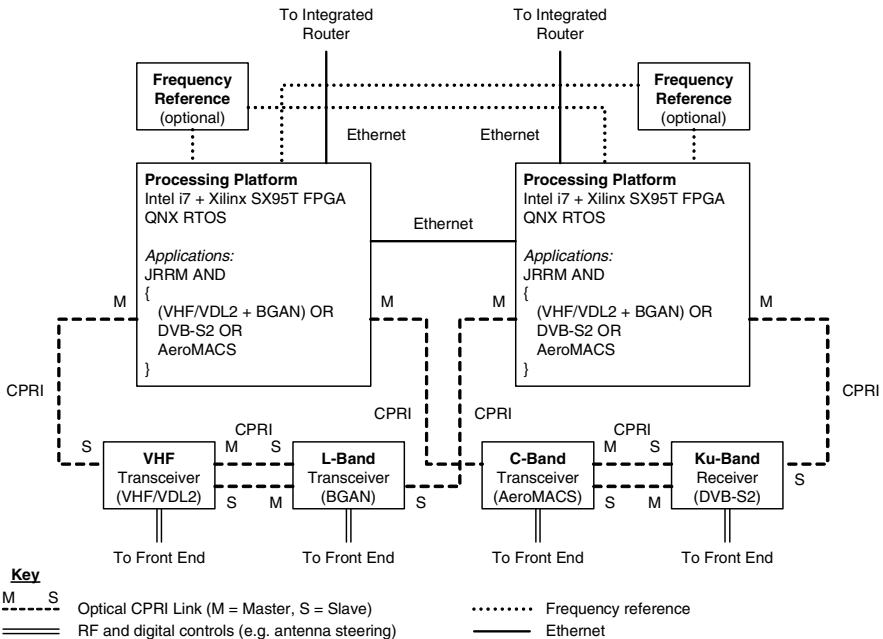 To Integrated
Router
To Integrated
Router
Frequency
Reference
(optional)
Frequency
Reference
(optional)
Ethernet
Ethernet
Processing Platform
Intel i7 + Xilinx SX95T FPGA
QNX RTOS
Applications:
JRRM AND
{
(VHF/VDL2 + BGAN) OR
DVB-S2 OR
AeroMACS
}
Ethernet
Processing Platform
Intel i7 + Xilinx SX95T FPGA
QNX RTOS
Applications:
JRRM AND
{
(VHF/VDL2 + BGAN) OR
DVB-S2 OR
AeroMACS
}
M
M
M
M
CPRI
CPRI
CPRI
CPRI
CPRI
CPRI
S
VHF
Transceiver
(VHF/VDL2)
M
S
S
M
L-Band
Transceiver
(BGAN)
S
C-Band
Transceiver
(AeroMACS)
M
S
S
M
Ku-Band
Receiver
(DVB-S2)
S
To Front End
To Front End
To Front End
To Front End
Key
M S
Optical CPRI Link (M = Master, S = Slave)
RF and digital controls (e.g. antenna steering)
Frequency reference
Ethernet